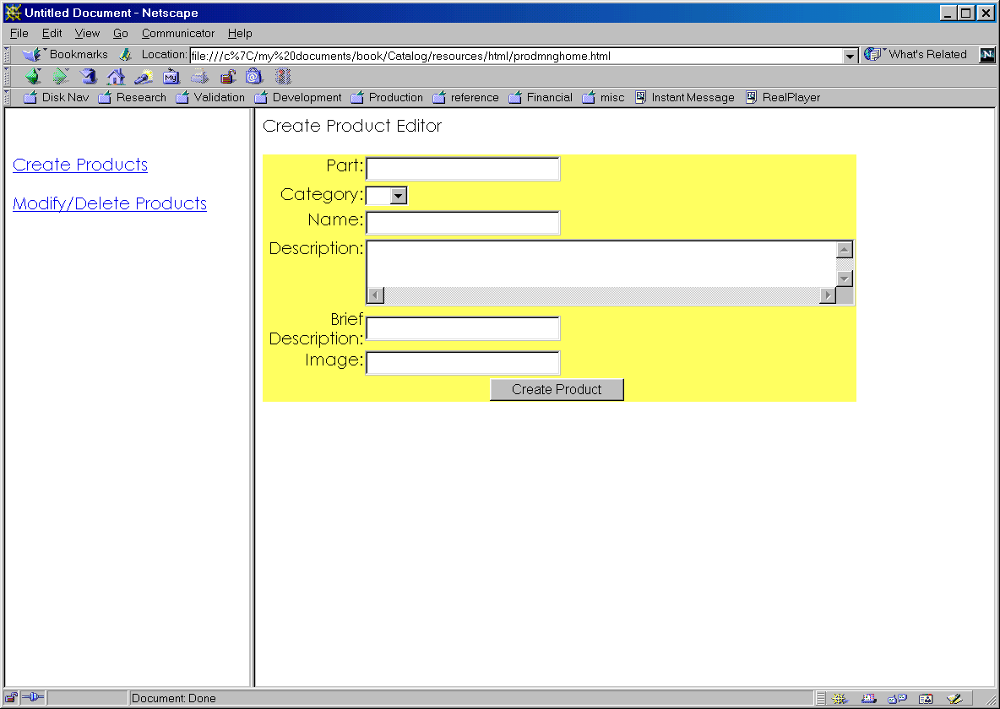 Untitled Document - Netscape
File Edit View Go Communicator Help
Bookmarks Location: file:///c%7C/my%20documents/book/Catalog/resources/html/prodmnghome.html What's Related N
My
Disk Nav Research Validation Development Production reference Financial misc Instant Message RealPlayer
Create Products
Modify/Delete Products
Create Product Editor
Part:
Category:
Name:
Description:
Brief
Description:
Image:
Create Product
Document: Done